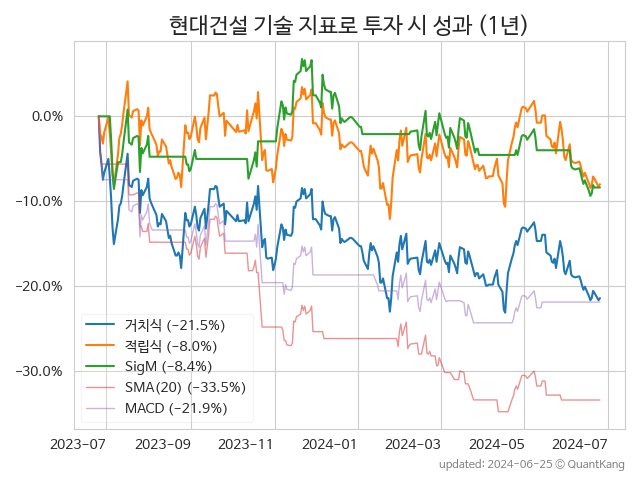 현대건설 기술 지표로 투자 시 성과 (1년)
0.0%
−10.0%
−20.0%
−30.0%
거치식 (−21.5%)
적립식 (−8.0%)
SigM (−8.4%)
SMA(20) (−33.5%)
MACD (−21.9%)
2023−07
2023−09
2023−11
2024−01
2024−03
2024−05
2024−07
updated: 2024-06-25 © QuantKang